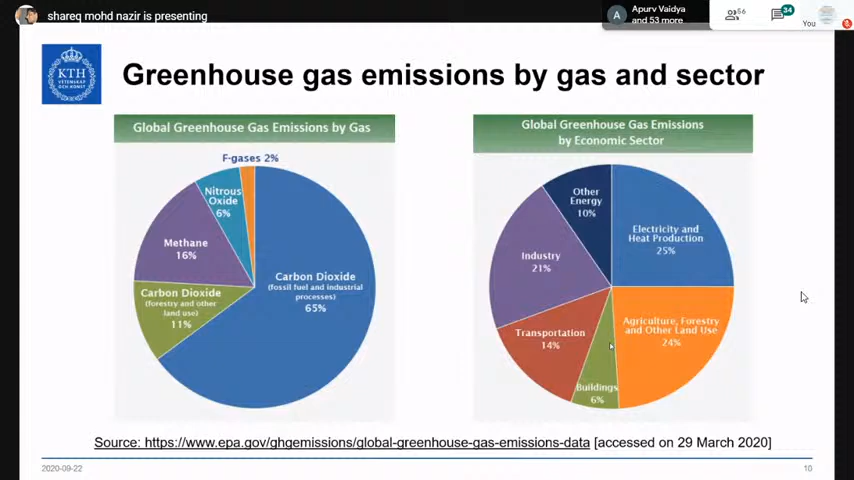 shareq mohd nazir is presenting
A
Apurv Vaidya
and 53 more
56
34
You
KTH
VETENSKAP
OCH KONST
Greenhouse gas emissions by gas and sector
Global Greenhouse Gas Emissions by Gas
F-gases 2%
Nitrous
Oxide
6%
Methane
16%
Carbon Dioxide
(fossil fuel and industrial
processes)
65%
Carbon Dioxide
(forestry and other
land use)
11%
Global Greenhouse Gas Emissions
by Economic Sector
Other
Energy
10%
Electricity and
Heat Production
25%
Industry
21%
Agriculture, Forestry
and Other Land Use
24%
Transportation
14%
Buildings
6%
Source: https://www.epa.gov/ghgemissions/global-greenhouse-gas-emissions-data [accessed on 29 March 2020]
2020-09-22
10